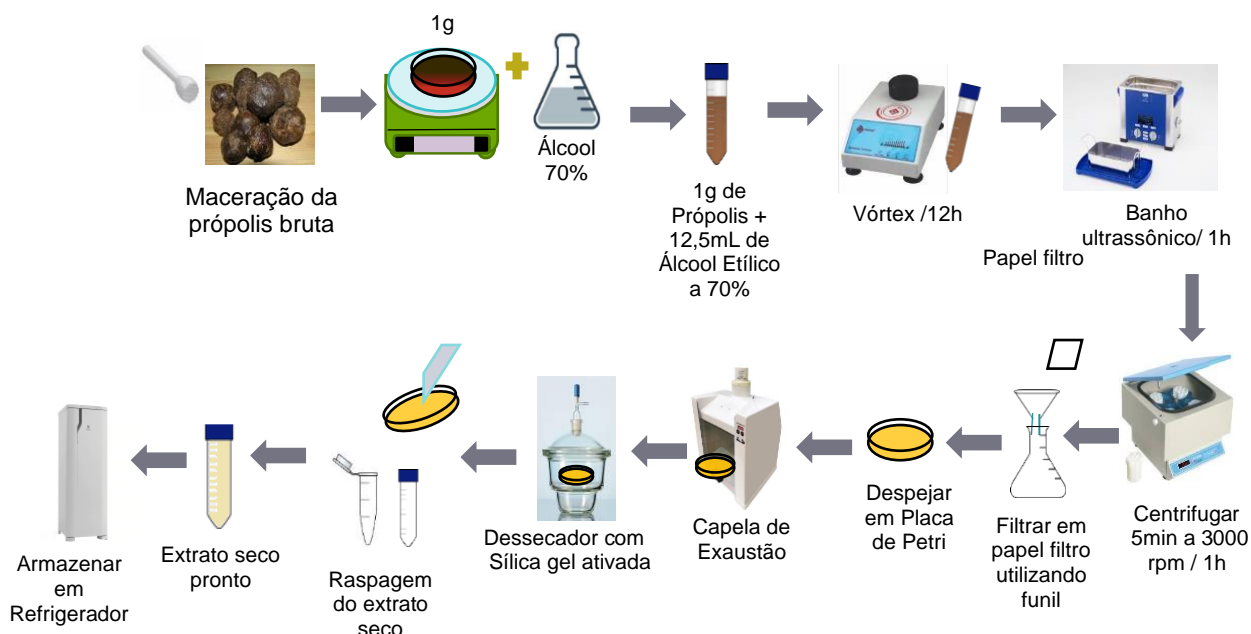 1g
Álcool
70%
Maceração da
própolis bruta
1g de
Própolis +
12,5mL de
Álcool Etílico
a 70%
Vórtex /12h
Banho
ultrassônico/ 1h
Papel filtro
Centrifugar
5min a 3000
rpm / 1h
Filtrar em
papel filtro
utilizando
funil
Despejar
em Placa
de Petri
Capela de
Exaustão
Dessecador com
Sílica gel ativada
Raspagem
do extrato
seco
Extrato seco
pronto
Armazenar
em
Refrigerador